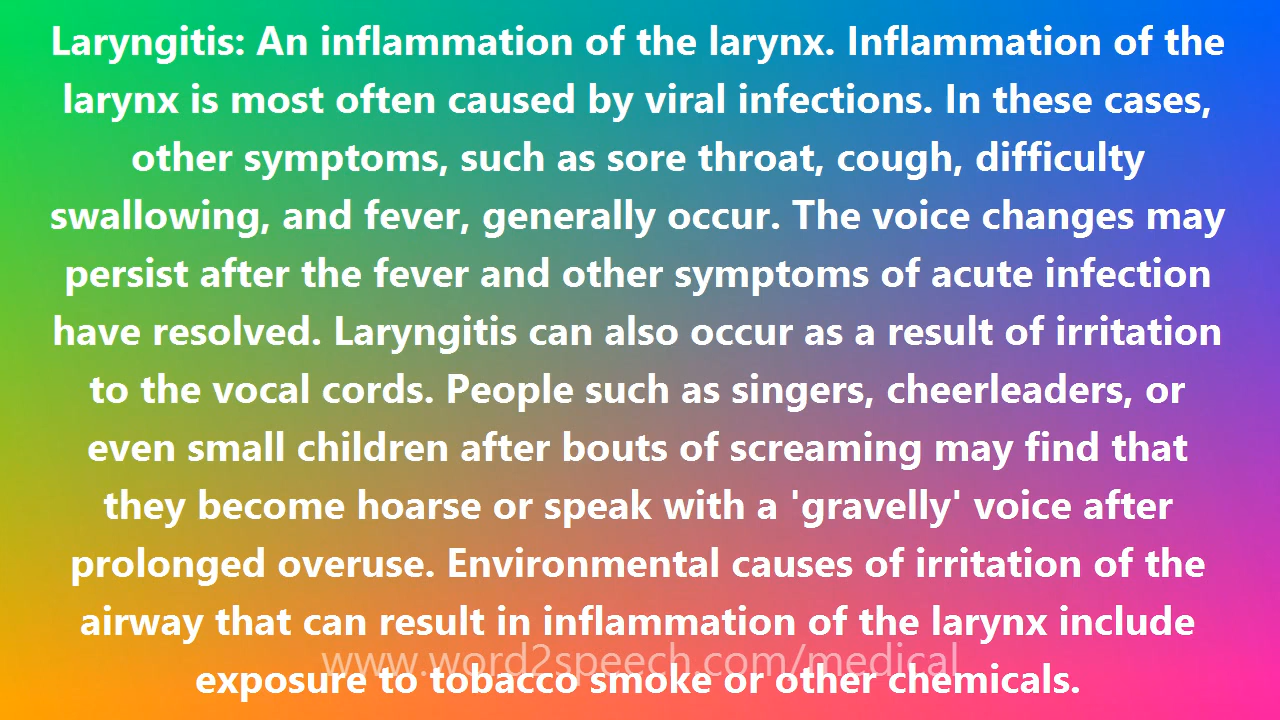 Laryngitis: An inflammation of the larynx. Inflammation of the
larynx is most often caused by viral infections. In these cases,
other symptoms, such as sore throat, cough, difficulty
swallowing, and fever, generally occur. The voice changes may
persist after the fever and other symptoms of acute infection
have resolved. Laryngitis can also occur as a result of irritation
to the vocal cords. People such as singers, cheerleaders, or
even small children after bouts of screaming may find that
they become hoarse or speak with a 'gravelly' voice after
prolonged overuse. Environmental causes of irritation of the
airway that can result in inflammation of the larynx include
www.word2speech.com/medical
exposure to tobacco smoke or other chemicals.